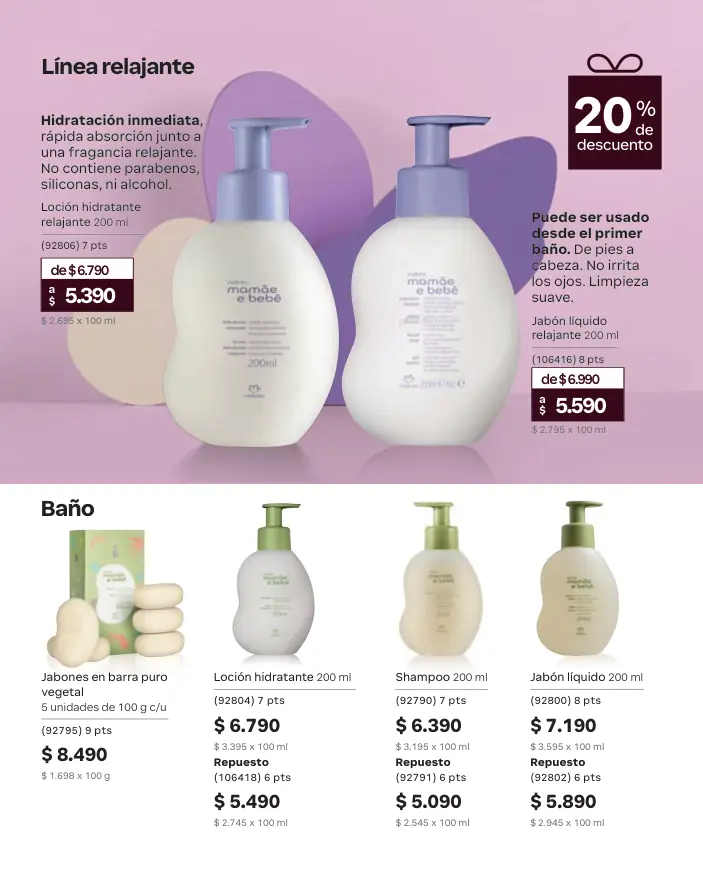 Línea relajante
Hidratación inmediata,
rápida absorción junto a
una fragancia relajante.
No contiene parabenos,
siliconas, ni alcohol.
Loción hidratante
relajante 200 ml
(92806) 7 pts
de $ 6.790
a $ 5.390
$ 2.695 x 100 ml
20% de
descuento
Puede ser usado
desde el primer
baño. De pies a
cabeza. No irrita
los ojos. Limpieza
suave.
Jabón líquido
relajante 200 ml
(106416) 8 pts
de $ 6.990
a $ 5.590
$ 2.795 x 100 ml
mamãe
e bebê
200ml
mamãe
e bebê
Baño
mamãe
e bebê
mamãe
e bebê
mamãe
e bebê
Jabones en barra puro
vegetal
5 unidades de 100 g c/u
(92795) 9 pts
$ 8.490
$ 1.698 x 100 g
Loción hidratante 200 ml
(92804) 7 pts
$ 6.790
$ 3.395 x 100 ml
Repuesto
(106418) 6 pts
$ 5.490
$ 2.745 x 100 ml
Shampoo 200 ml
(92790) 7 pts
$ 6.390
$ 3.195 x 100 ml
Repuesto
(92791) 6 pts
$ 5.090
$ 2.545 x 100 ml
Jabón líquido 200 ml
(92800) 8 pts
$ 7.190
$ 3.595 x 100 ml
Repuesto
(92802) 6 pts
$ 5.890
$ 2.945 x 100 ml